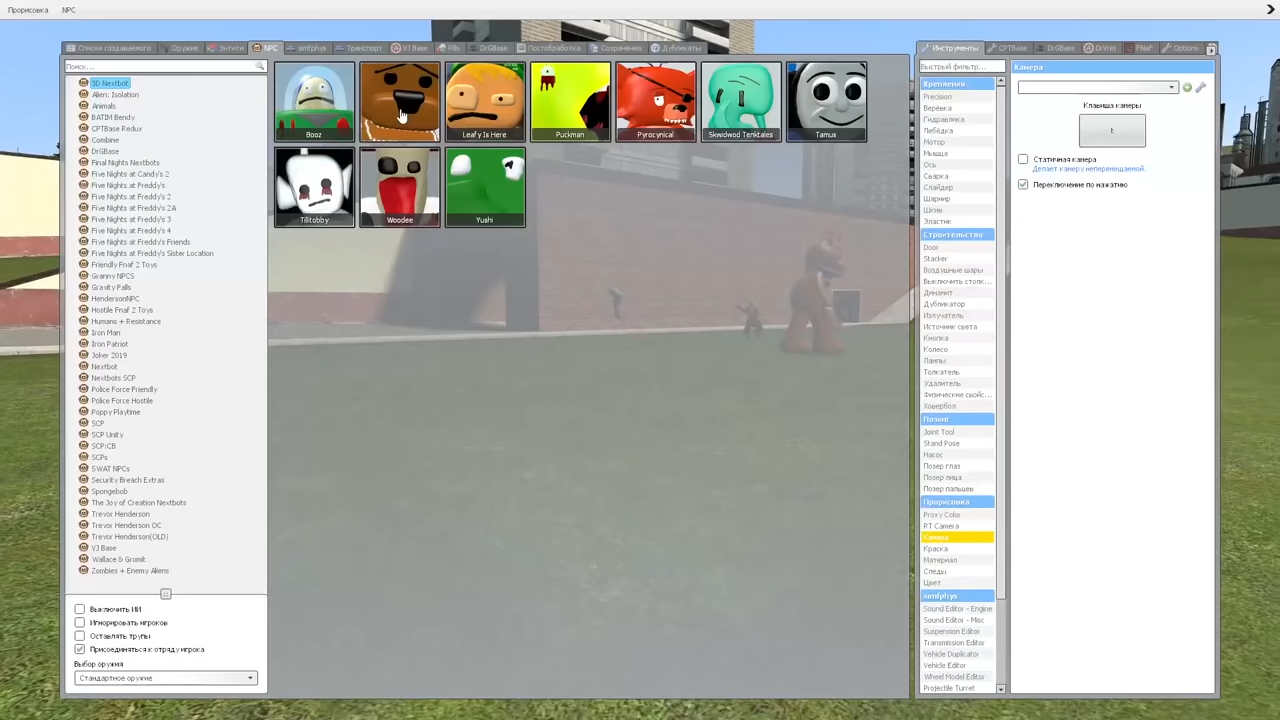 Прорисовка NPC
Списки создаваемого Оружие Энтити NPC simfphys Транспорт VJ Base Pills DrGBase Постобработка Сохранения Дубликаты
Поиск...
3D Nextbot
Alien: Isolation
Animals
BATIM Bendy
CPTBase Redux
Combine
DrGBase
Final Nights Nextbots
Five Nights at Candy's 2
Five Nights at Freddy's
Five Nights at Freddy's 2
Five Nights at Freddy's 2A
Five Nights at Freddy's 3
Five Nights at Freddy's 4
Five Nights at Freddy's Friends
Five Nights at Freddy's Sister Location
Friendly Fnaf 2 Toys
Granny NPCS
Gravity Falls
HendersonNPC
Hostile Fnaf 2 Toys
Humans + Resistance
Iron Man
Iron Patriot
Joker 2019
Nextbot
Nextbots SCP
Police Force Friendly
Police Force Hostile
Poppy Playtime
SCP
SCP Unity
SCP:CB
SCPs
SWAT NPCs
Security Breach Extras
Spongebob
The Joy of Creation Nextbots
Trevor Henderson
Trevor Henderson OC
Trevor Henderson(OLD)
VJ Base
Wallace & Gromit
Zombies + Enemy Aliens
Выключить ИИ
Игнорировать игроков
Оставлять трупы
Присоединяться к отряду игрока
Выбор оружия
Стандартное оружие
Booz
Leafy Is Here
Puckman
Pyrocynical
Skwidwod Tenktales
Tamus
Tilitobby
Woodee
Yushi
Инструменты CPTBase DrGBase DrVrej FNaF Options
Быстрый фильтр...
Крепления
Precision
Верёвка
Гидравлика
Лебёдка
Мотор
Мышца
Ось
Сварка
Слайдер
Шарнир
Шкив
Эластик
Строительство
Door
Stacker
Воздушные шары
Выключить столк...
Динамит
Дубликатор
Излучатель
Источник света
Кнопка
Колесо
Лампы
Толкатель
Удалитель
Физические свойс...
Ховербол
Позинг
Joint Tool
Stand Pose
Насос
Позер глаз
Позер лица
Позер пальцев
Прорисовка
Proxy Color
RT Camera
Камера
Краска
Материал
Следы
Цвет
simfphys
Sound Editor - Engine
Sound Editor - Misc
Suspension Editor
Transmission Editor
Vehicle Duplicator
Vehicle Editor
Wheel Model Editor
Projectile Turret
Камера
Клавиша камеры
t
Статичная камера
Делает камеру неперемещаемой.
Переключение по нажатию